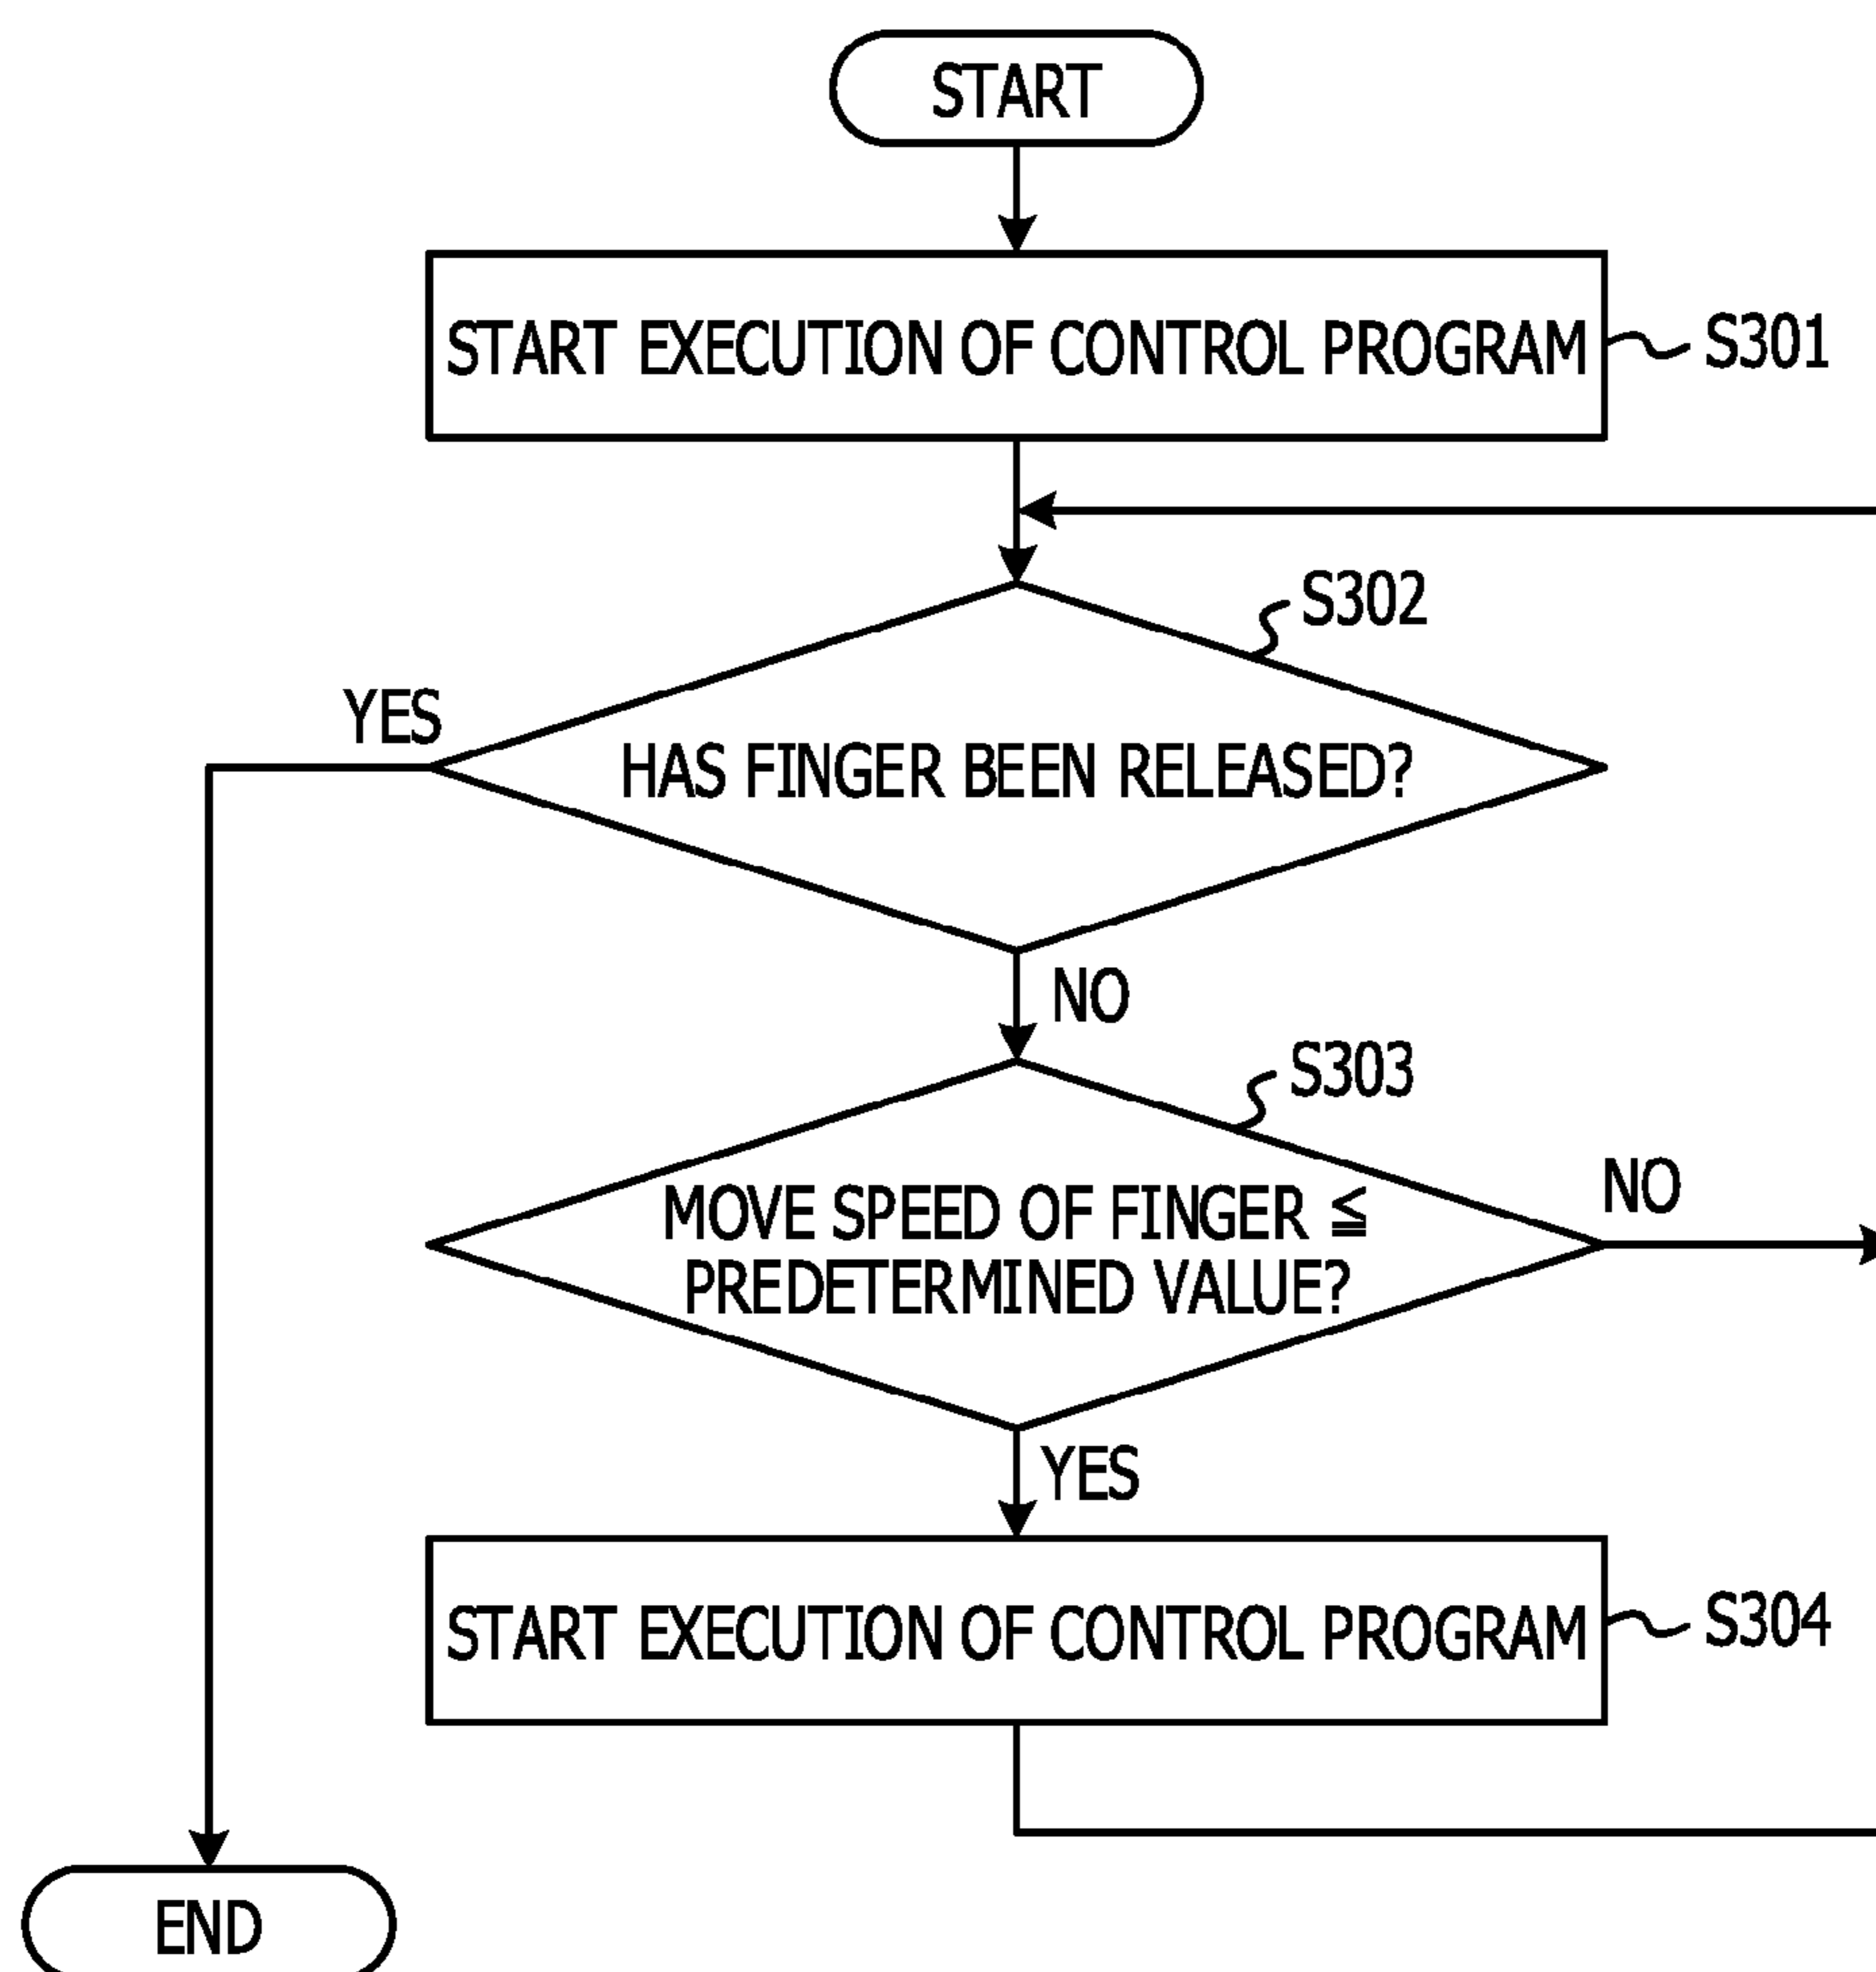 START
START EXECUTION OF CONTROL PROGRAM
S301
S302
YES
HAS FINGER BEEN RELEASED?
NO
S303
NO
MOVE SPEED OF FINGER ≦
PREDETERMINED VALUE?
YES
START EXECUTION OF CONTROL PROGRAM
S304
END